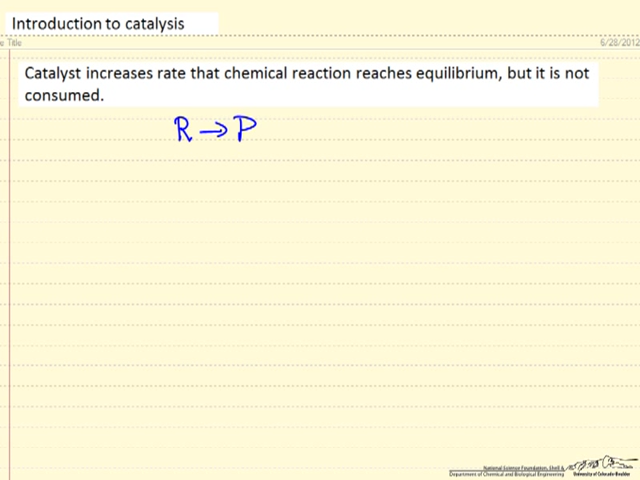 Introduction to catalysis
e Title
6/28/2012
Catalyst increases rate that chemical reaction reaches equilibrium, but it is not
consumed.
R → P
National Science Foundation, Shell &
Department of Chemical and Biological Engineering
University of Colorado Boulder